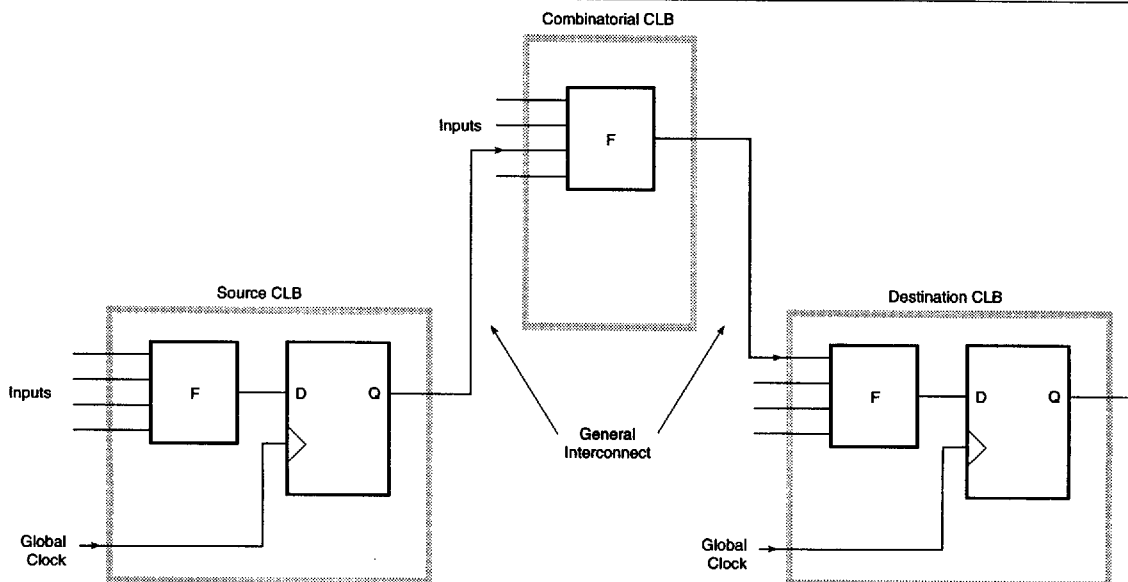 Combinatorial CLB
Inputs
F
Source CLB
Inputs
F
D
Q
Global
Clock
General
Interconnect
Destination CLB
F
D
Q
Global
Clock